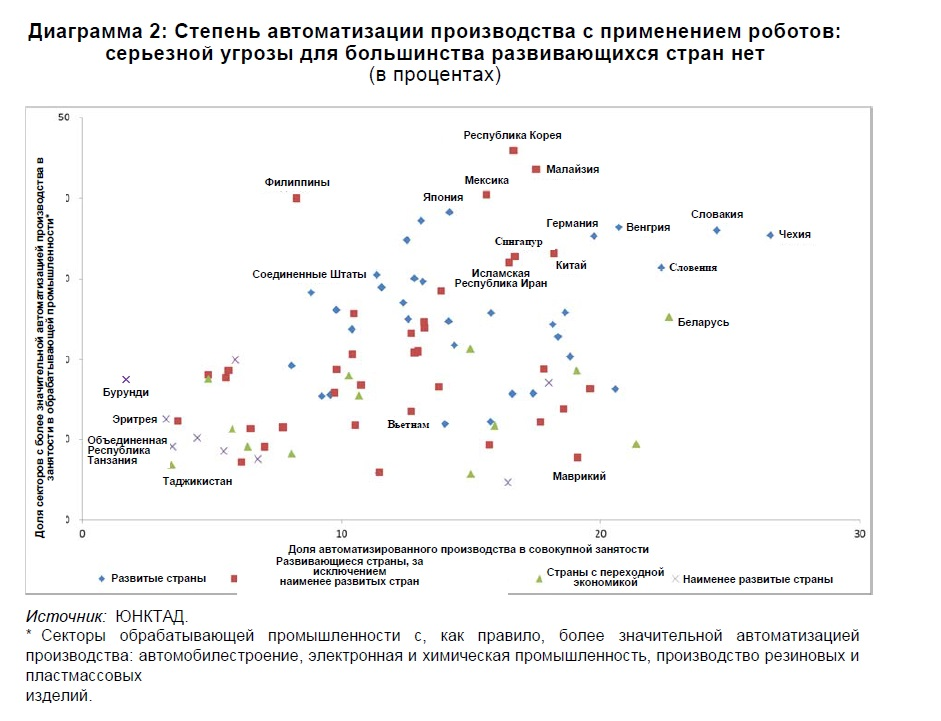 Диаграмма 2: Степень автоматизации производства с применением роботов:
серьезной угрозы для большинства развивающихся стран нет
(в процентах)
Доля секторов с более значительной автоматизацией производства в
занятости в обрабатывающей промышленности*
50
0
0
0
0
0
Республика Корея
Малайзия
Мексика
Филиппины
Япония
Словакия
Германия
Венгрия
Чехия
Сингапур
Китай
Словения
Соединенные Штаты
Исламская
Республика Иран
Беларусь
Бурунди
Эритрея
Вьетнам
Объединенная
Республика
Танзания
Таджикистан
Маврикий
0
10
20
30
Доля автоматизированного производства в совокупной занятости
Развитые страны
Развивающиеся страны, за
исключением
наименее развитых стран
Страны с переходной
экономикой
Наименее развитые страны
Источник: ЮНКТАД.
* Секторы обрабатывающей промышленности с, как правило, более значительной автоматизацией
производства: автомобилестроение, электронная и химическая промышленность, производство резиновых и
пластмассовых
изделий.